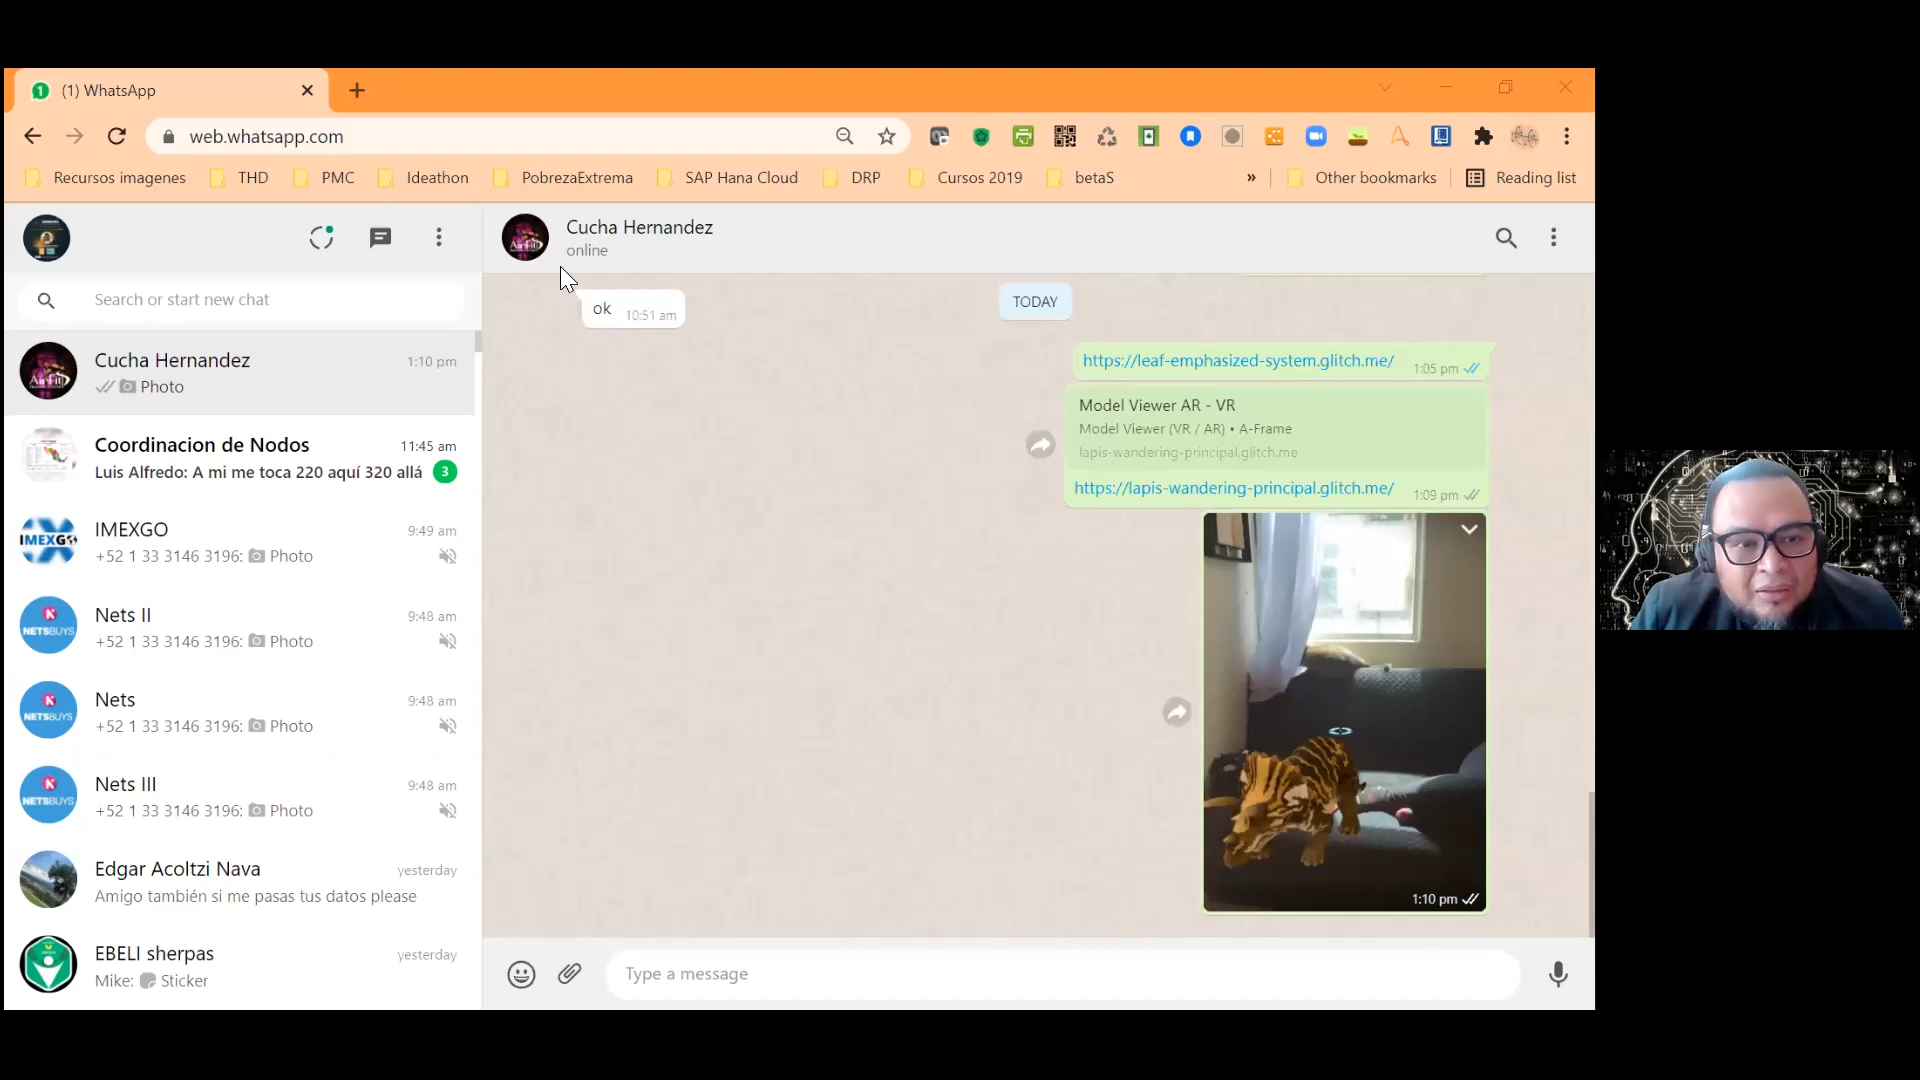 (1) WhatsApp
web.whatsapp.com
Recursos imagenes
THD
PMC
Ideathon
PobrezaExtrema
SAP Hana Cloud
DRP
Cursos 2019
betaS
»
Other bookmarks
Reading list
Search or start new chat
Cucha Hernandez
1:10 pm
Photo
Coordinacion de Nodos
11:45 am
Luis Alfredo: A mi me toca 220 aquí 320 allá
3
IMEXGO
9:49 am
+52 1 33 3146 3196: Photo
Nets II
9:48 am
+52 1 33 3146 3196: Photo
Nets
9:48 am
+52 1 33 3146 3196: Photo
Nets III
9:48 am
+52 1 33 3146 3196: Photo
Edgar Acoltzi Nava
yesterday
Amigo también si me pasas tus datos please
EBELI sherpas
yesterday
Mike: Sticker
IMEXGO
NETSBUYS
NETSBUYS
NETSBUYS
Cucha Hernandez
online
ok 10:51 am
TODAY
https://leaf-emphasized-system.glitch.me/ 1:05 pm
Model Viewer AR - VR
Model Viewer (VR / AR) • A-Frame
lapis-wandering-principal.glitch.me
https://lapis-wandering-principal.glitch.me/ 1:09 pm
1:10 pm
Type a message